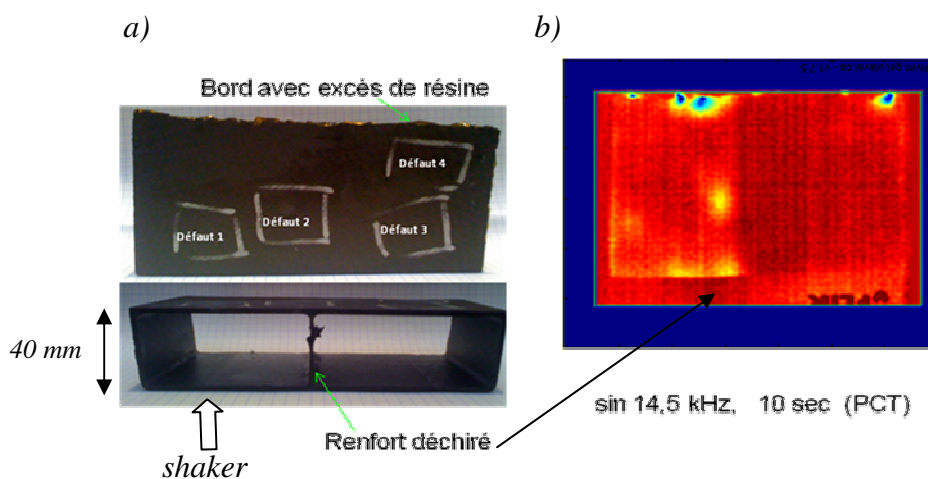 a)
b)
Bord avec excès de résine
Défaut 4
Défaut 1
Défaut 2
Défaut 3
40 mm
Renfort déchiré
shaker
sin 14,5 kHz, 10 sec (PCT)